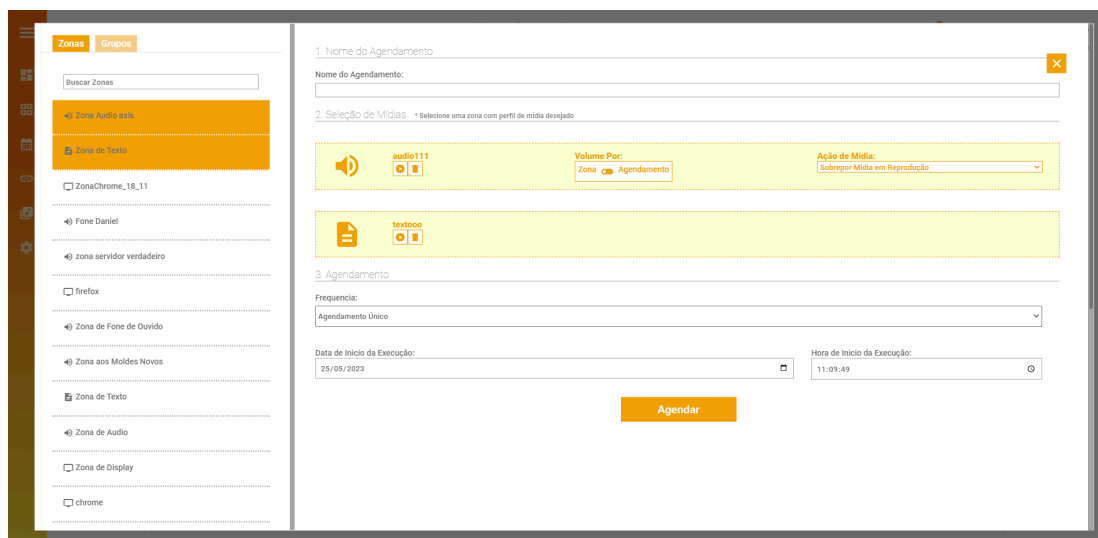 Zonas Grupos
Buscar Zonas
Zona Audio axis
Zona de Texto
ZonaChrome_18_11
Fone Daniel
zona servidor verdadeiro
firefox
Zona de Fone de Ouvido
Zona aos Moldes Novos
Zona de Texto
Zona de Audio
Zona de Display
chrome
1. Nome do Agendamento
Nome do Agendamento:
2. Seleção de Mídias * Selecione uma zona com perfil de mídia desejado
audio111 Volume Por: Ação de Mídia:
Zona Agendamento Sobrepor Mídia em Reprodução
textooo
3. Agendamento
Frequencia:
Agendamento Único
Data de Inicio da Execução: Hora de Inicio da Execução:
25/05/2023 11:09:49
Agendar